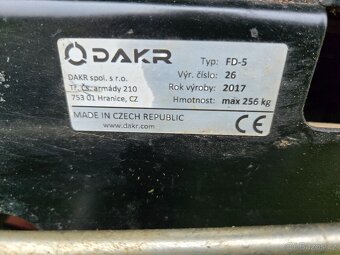 DAKR
DAKR spol. s r.o.
Tř. Čs. armády 210
753 01 Hranice, CZ
Typ: FD-5
Výr. číslo: 26
Rok výroby: 2017
Hmotnost: max 256 kg
MADE IN CZECH REPUBLIC
www.dakr.com
CE